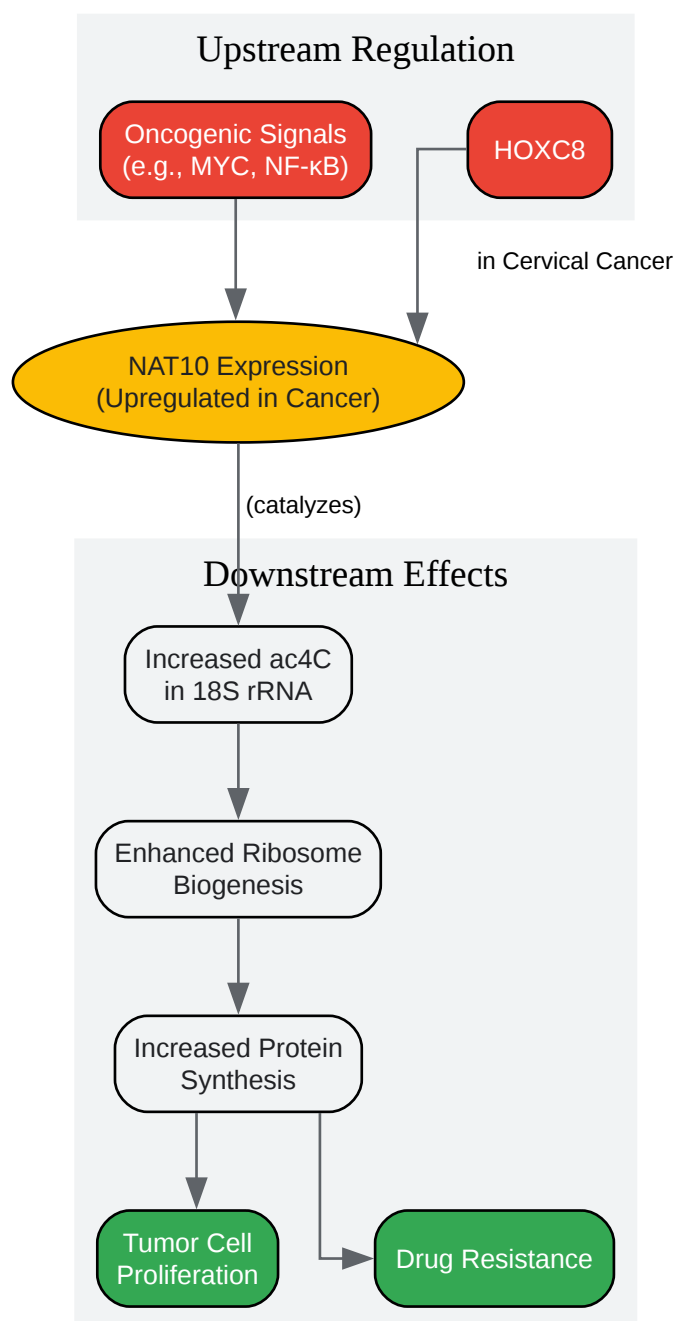 Upstream Regulation
Oncogenic Signals
(e.g., MYC, NF-κB)
HOXC8
in Cervical Cancer
NAT10 Expression
(Upregulated in Cancer)
(catalyzes)
Downstream Effects
Increased ac4C
in 18S rRNA
Enhanced Ribosome
Biogenesis
Increased Protein
Synthesis
Tumor Cell
Proliferation
Drug Resistance